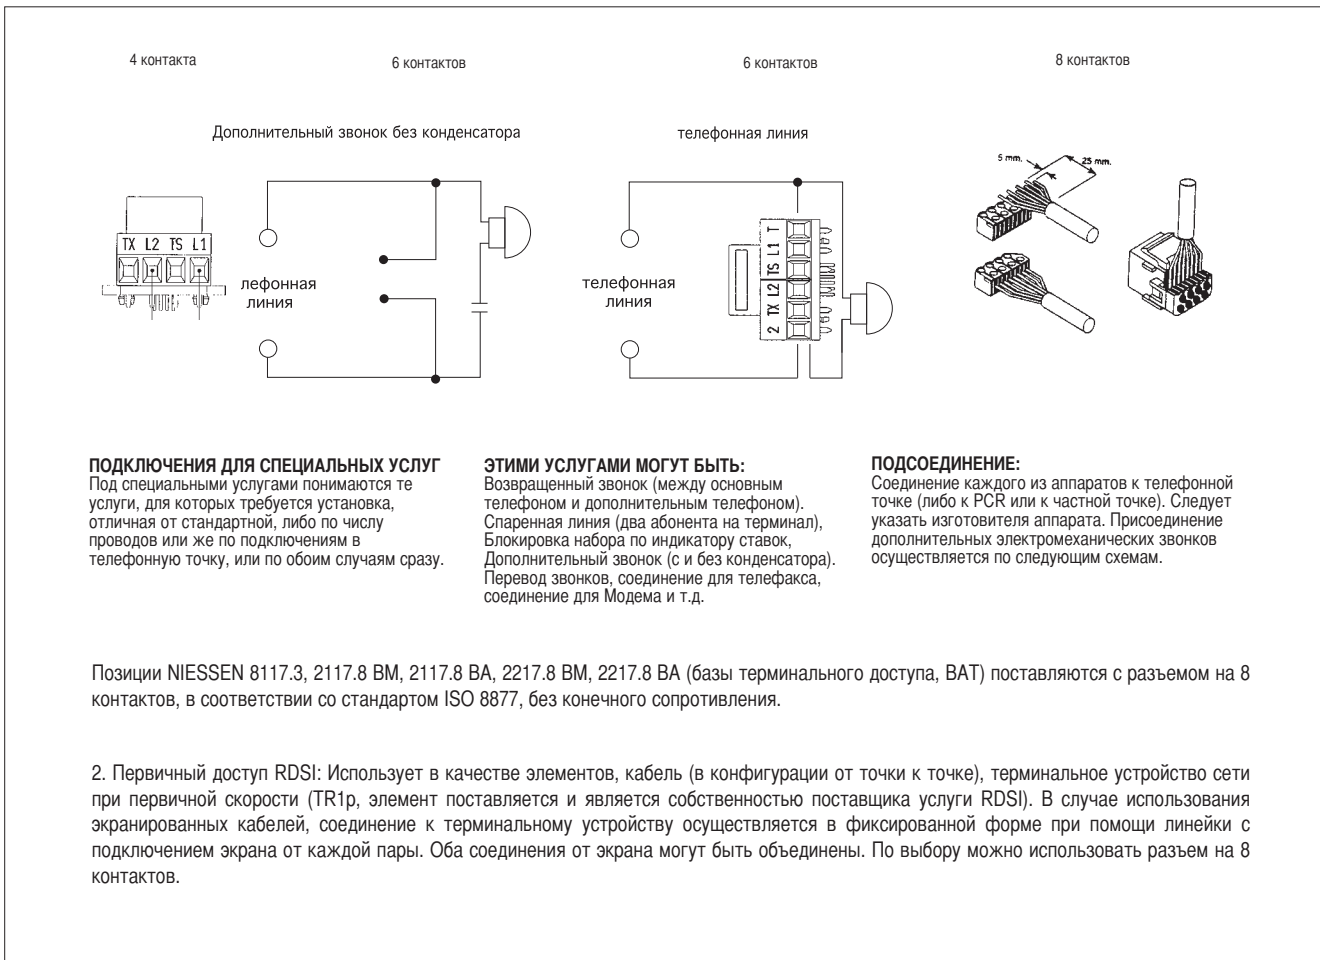 4 контакта
6 контактов
6 контактов
8 контактов
Дополнительный звонок без конденсатора
телефонная линия
5 mm.
25 mm.
TX L2 TS L1
лефонная
линия
телефонная
линия
2 TX L2 TS L1 T
ПОДКЛЮЧЕНИЯ ДЛЯ СПЕЦИАЛЬНЫХ УСЛУГ
Под специальными услугами понимаются те
услуги, для которых требуется установка,
отличная от стандартной, либо по числу
проводов или же по подключениям в
телефонную точку, или по обоим случаям сразу.
ЭТИМИ УСЛУГАМИ МОГУТ БЫТЬ:
Возвращенный звонок (между основным
телефоном и дополнительным телефоном).
Спаренная линия (два абонента на терминал),
Блокировка набора по индикатору ставок,
Дополнительный звонок (с и без конденсатора).
Перевод звонков, соединение для телефакса,
соединение для Модема и т.д.
ПОДСОЕДИНЕНИЕ:
Соединение каждого из аппаратов к телефонной
точке (либо к PCR или к частной точке). Следует
указать изготовителя аппарата. Присоединение
дополнительных электромеханических звонков
осуществляется по следующим схемам.
Позиции NIESSEN 8117.3, 2117.8 BM, 2117.8 BA, 2217.8 BM, 2217.8 BA (базы терминального доступа, BAT) поставляются с разъемом на 8
контактов, в соответствии со стандартом ISO 8877, без конечного сопротивления.
2. Первичный доступ RDSI: Использует в качестве элементов, кабель (в конфигурации от точки к точке), терминальное устройство сети
при первичной скорости (TR1p, элемент поставляется и является собственностью поставщика услуги RDSI). В случае использования
экранированных кабелей, соединение к терминальному устройству осуществляется в фиксированной форме при помощи линейки с
подключением экрана от каждой пары. Оба соединения от экрана могут быть объединены. По выбору можно использовать разъем на 8
контактов.